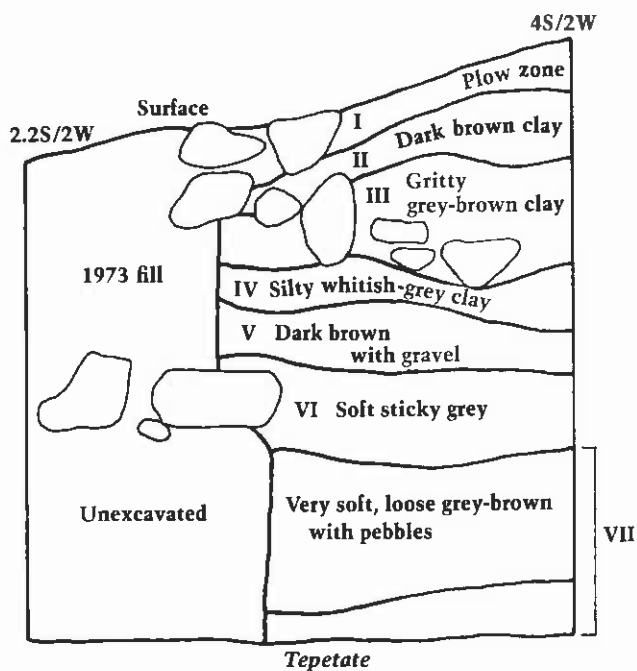 4S/2W
Plow zone
Surface
I
2.2S/2W
Dark brown clay
II
III Gritty
grey-brown clay
1973 fill
IV Silty whitish-grey clay
V Dark brown
with gravel
VI Soft sticky grey
Unexcavated
Very soft, loose grey-brown
with pebbles
VII
Tepetate